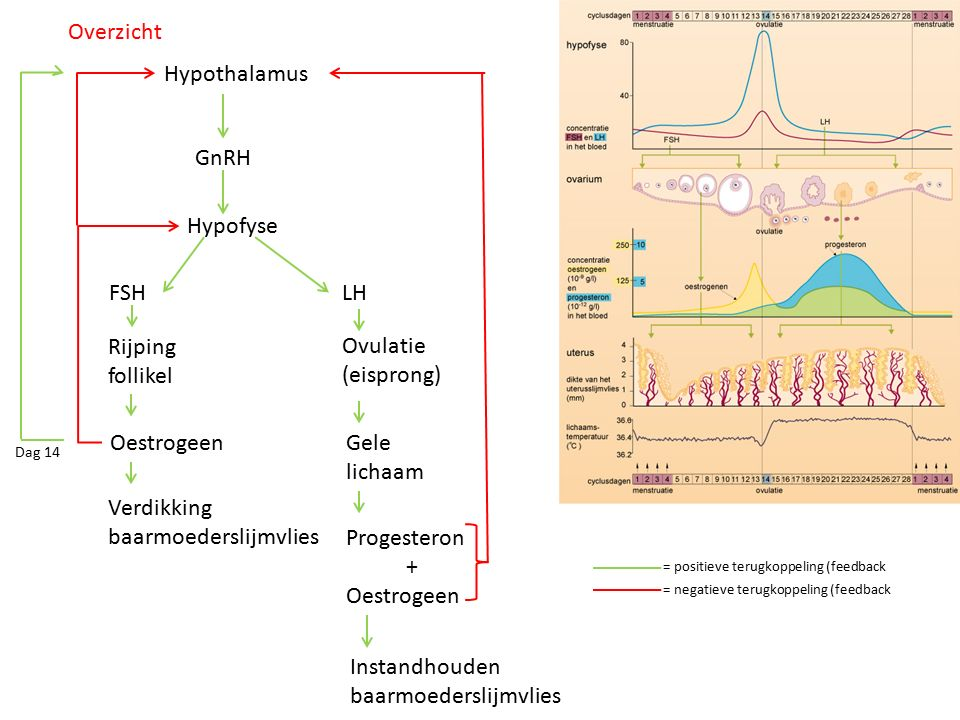 Overzicht
Hypothalamus
GnRH
Hypofyse
FSH
LH
Rijping
follikel
Ovulatie
(eisprong)
Oestrogeen
Dag 14
Gele
lichaam
Verdikking
baarmoederslijmvlies
Progesteron
+
Oestrogeen
Instandhouden
baarmoederslijmvlies
cyclusdagen 1 2 3 4 5 6 7 8 9 10 11 12 13 14 15 16 17 18 19 20 21 22 23 24 25 26 27 28 1 2 3 4
menstruatie ovulatie menstruatie
hypofyse
80
40
concentratie
FSH en LH
in het bloed
FSH
LH
ovarium
ovulatie
progesteron
250 10
125 5
concentratie
oestrogeen
(10-9 g/l)
en
progesteron
(10-12 g/l)
in het bloed
oestrogenen
uterus
4
3
2
1
0
dikte van het
uterusslijmvlies
(mm)
lichaams-
temperatuur
(°C)
36.8
36.4
36.2
cyclusdagen 1 2 3 4 5 6 7 8 9 10 11 12 13 14 15 16 17 18 19 20 21 22 23 24 25 26 27 28 1 2 3 4
menstruatie ovulatie menstruatie
= positieve terugkoppeling (feedback
= negatieve terugkoppeling (feedback